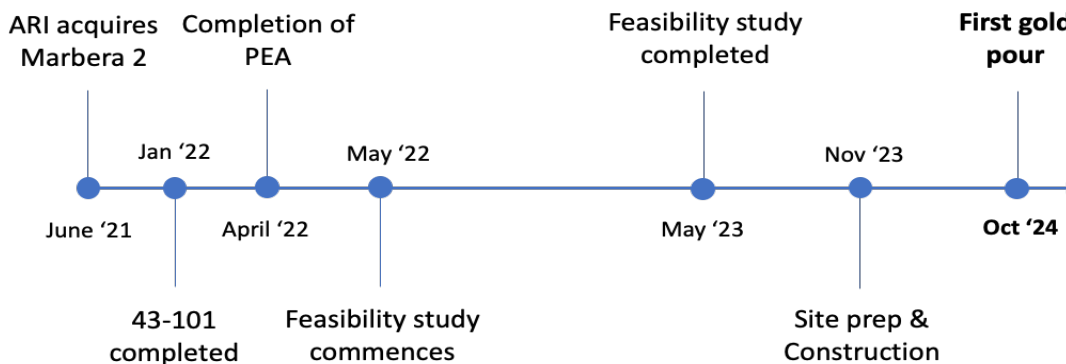 ARI acquires
Marbera 2
June ‘21
Jan ‘22
43-101
completed
Completion of
PEA
April ‘22
May ‘22
Feasibility study
commences
Feasibility study
completed
May ‘23
Nov ‘23
Site prep &
Construction
First gold
pour
Oct ‘24